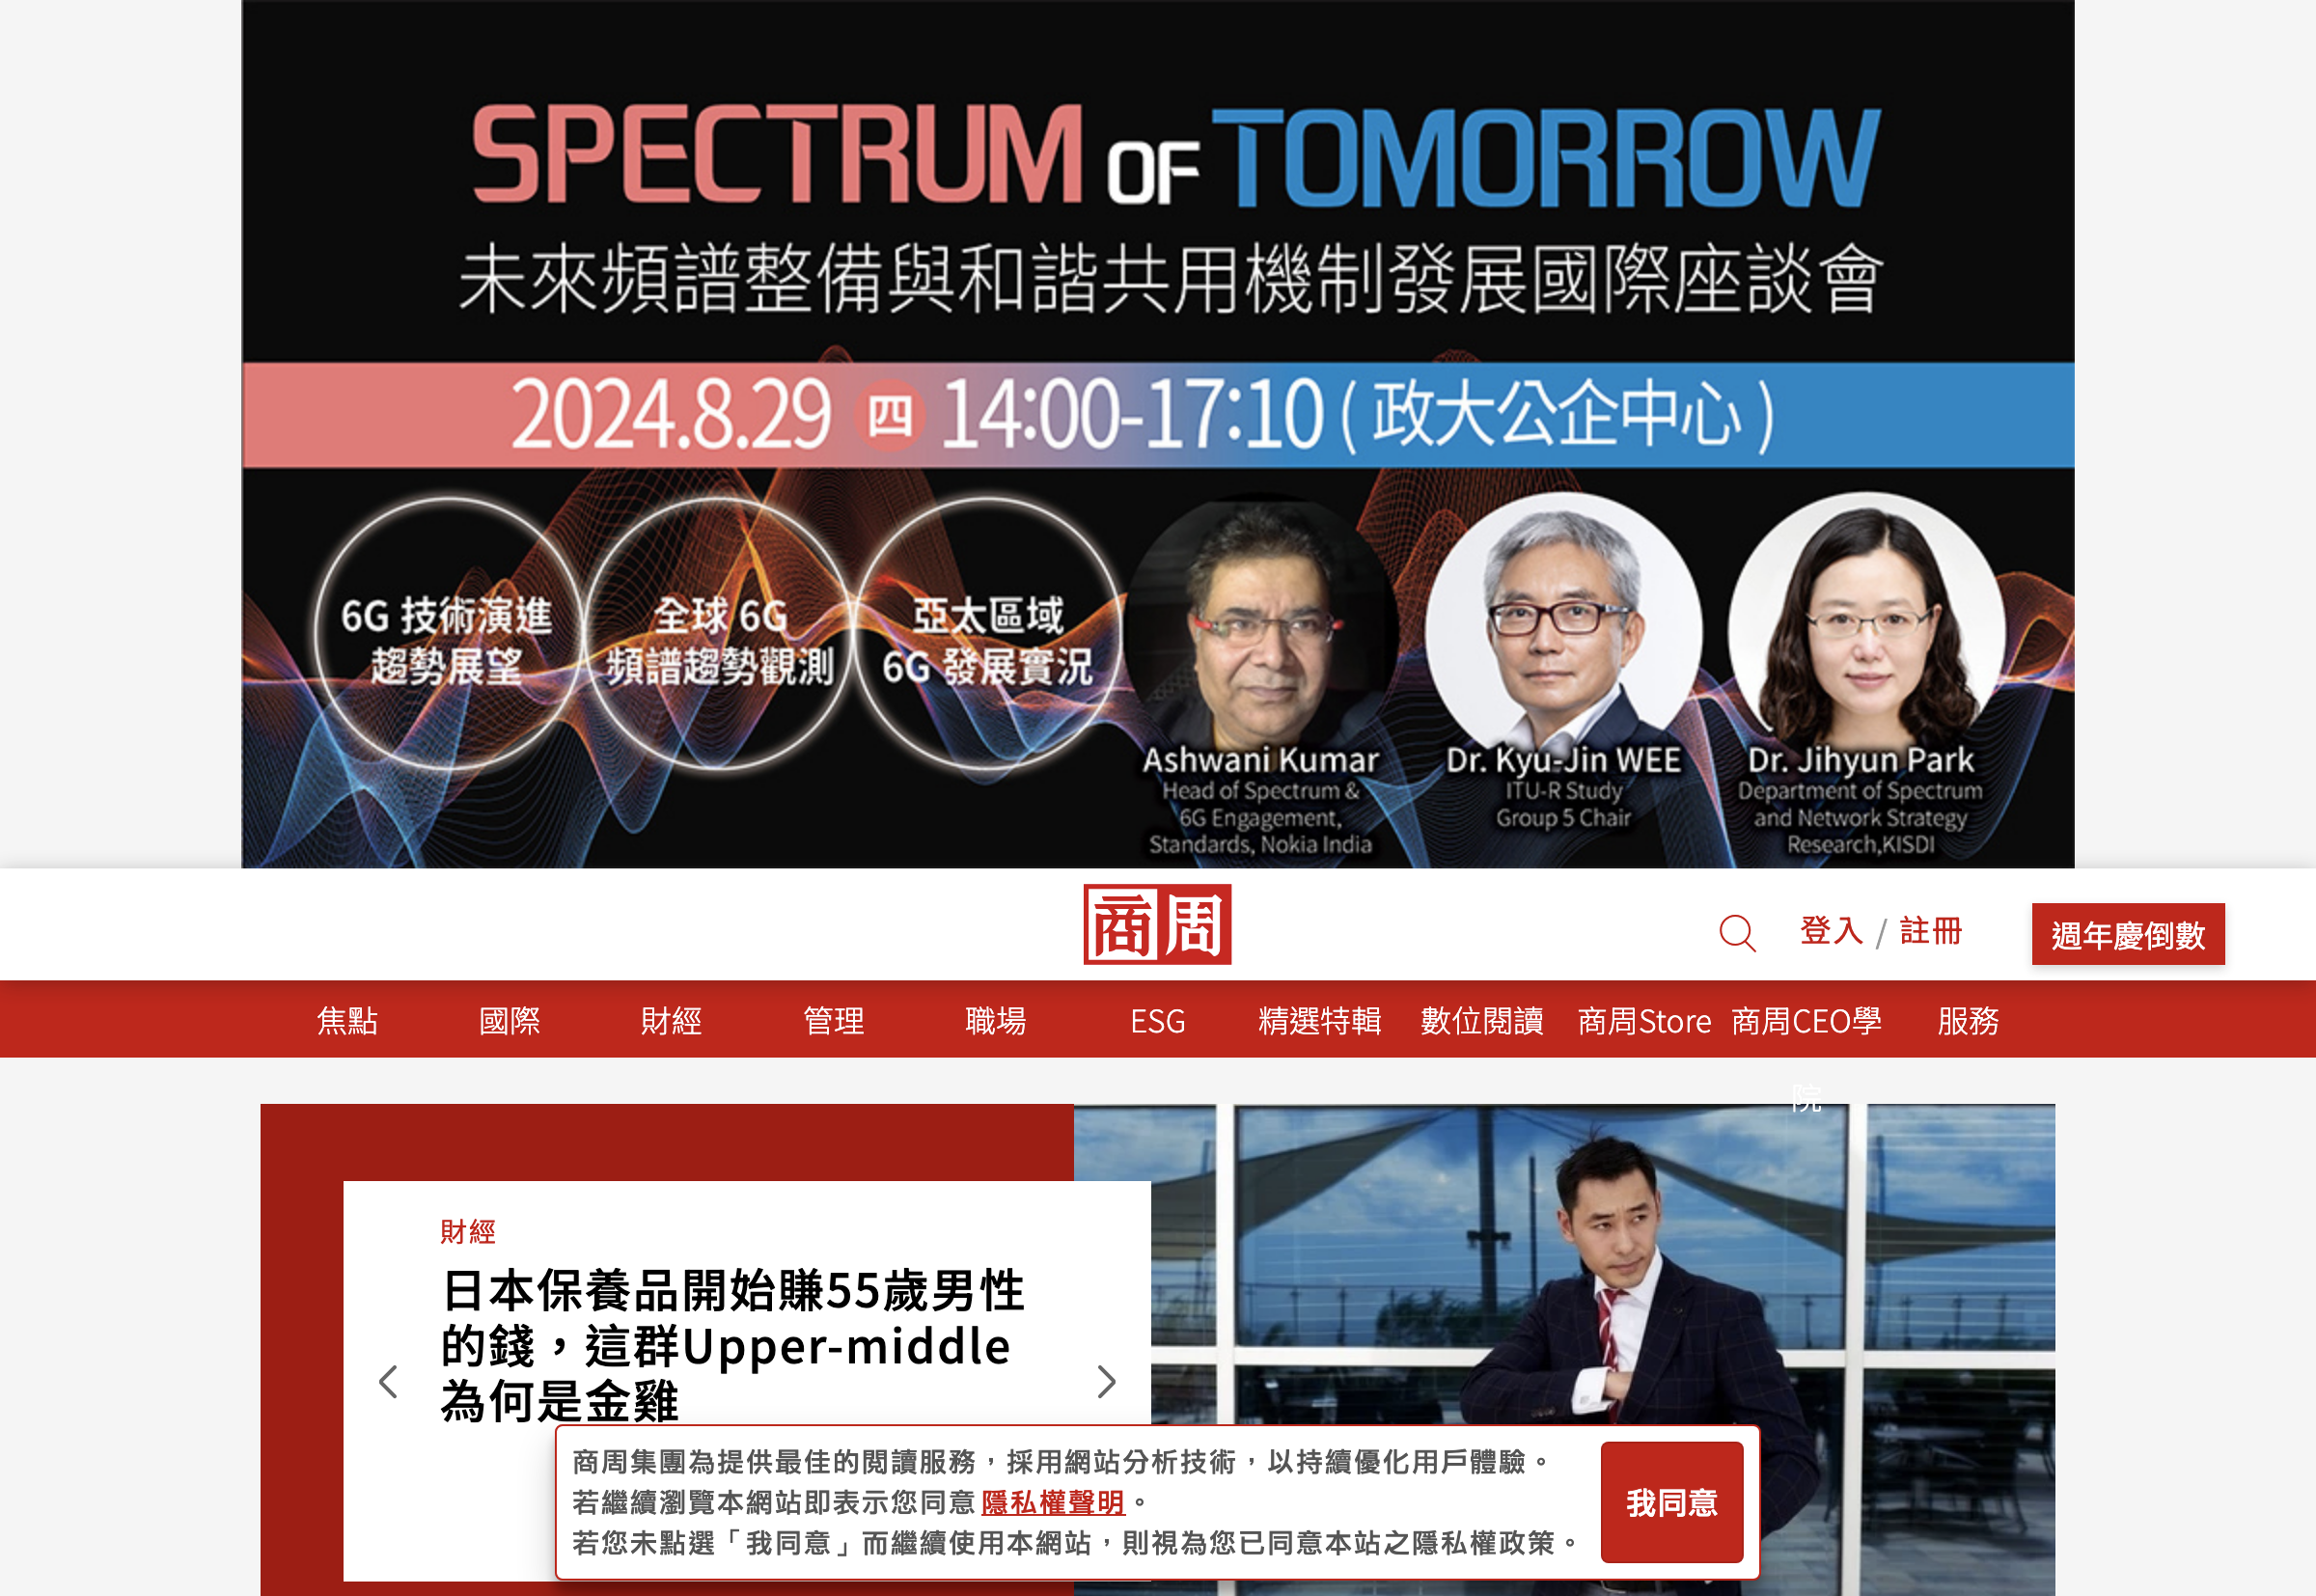 SPECTRUM OF TOMORROW
未來頻譜整備與和諧共用機制發展國際座談會
2024.8.29 四 14:00-17:10 ( 政大公企中心 )
6G 技術演進
趨勢展望
全球 6G
頻譜趨勢觀測
亞太區域
6G 發展實況
Ashwani Kumar
Head of Spectrum &
6G Engagement,
Standards, Nokia India
Dr. Kyu-Jin WEE
ITU-R Study
Group 5 Chair
Dr. Jihyun Park
Department of Spectrum
and Network Strategy
Research,KISDI
商周
登入 / 註冊
週年慶倒數
焦點 國際 財經 管理 職場 ESG 精選特輯 數位閱讀 商周Store 商周CEO學
院
服務
財經
日本保養品開始賺55歲男性
的錢，這群Upper-middle
為何是金雞
商周集團為提供最佳的閱讀服務，採用網站分析技術，以持續優化用戶體驗。
若繼續瀏覽本網站即表示您同意 隱私權聲明。
若您未點選「我同意」而繼續使用本網站，則視為您已同意本站之隱私權政策。
我同意